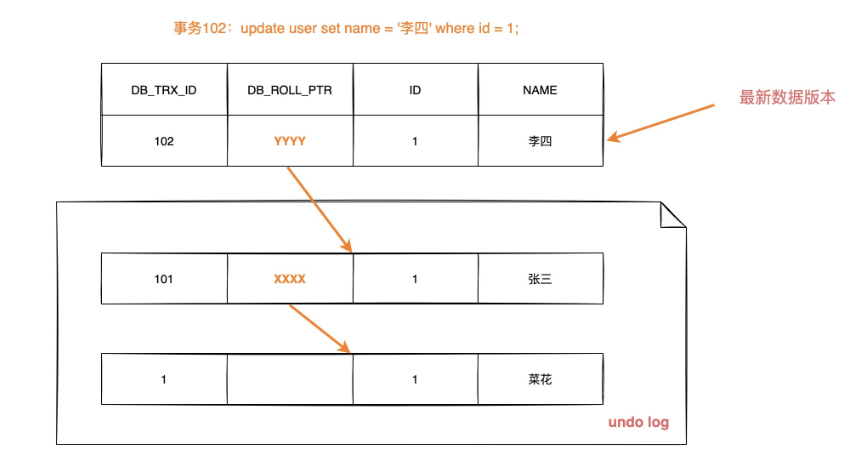 事务102：update user set name = '李四' where id = 1;
DB_TRX_ID DB_ROLL_PTR ID NAME
最新数据版本
102 YYYY 1 李四
101 XXXX 1 张三
1 1 菜花
undo log